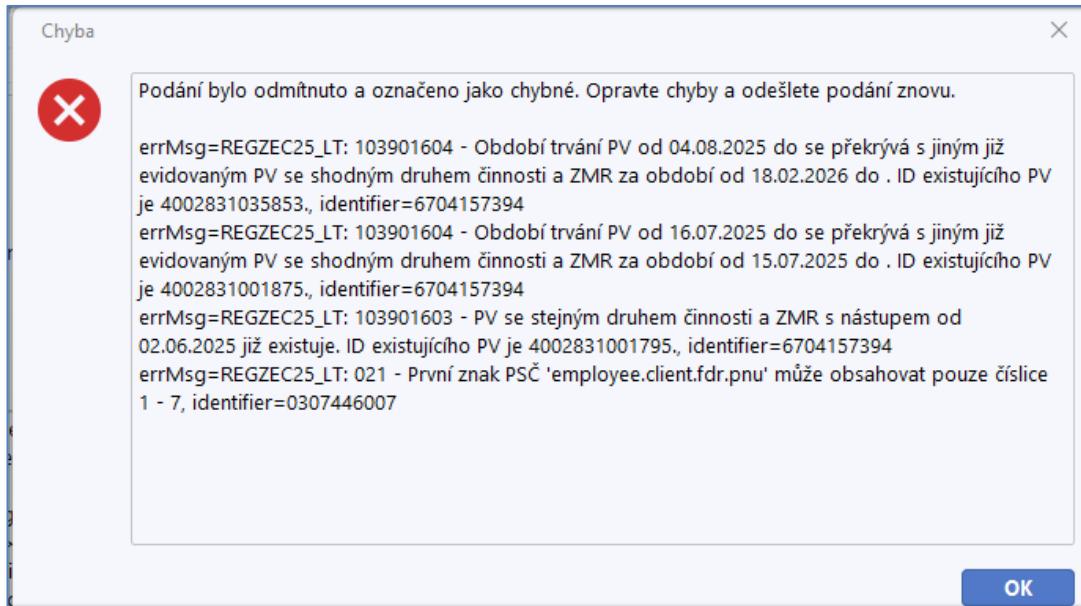 Chyba
Podání bylo odmítnuto a označeno jako chybné. Opravte chyby a odešlete podání znovu.
errMsg=REGZEC25_LT: 103901604 - Období trvání PV od 04.08.2025 do se překrývá s jiným již
evidovaným PV se shodným druhem činnosti a ZMR za období od 18.02.2026 do . ID existujícího PV
je 4002831035853., identifier=6704157394
errMsg=REGZEC25_LT: 103901604 - Období trvání PV od 16.07.2025 do se překrývá s jiným již
evidovaným PV se shodným druhem činnosti a ZMR za období od 15.07.2025 do . ID existujícího PV
je 4002831001875., identifier=6704157394
errMsg=REGZEC25_LT: 103901603 - PV se stejným druhem činnosti a ZMR s nástupem od
02.06.2025 již existuje. ID existujícího PV je 4002831001795., identifier=6704157394
errMsg=REGZEC25_LT: 021 - První znak PSČ 'employee.client.fdr.pnu' může obsahovat pouze číslice
1 - 7, identifier=0307446007
OK